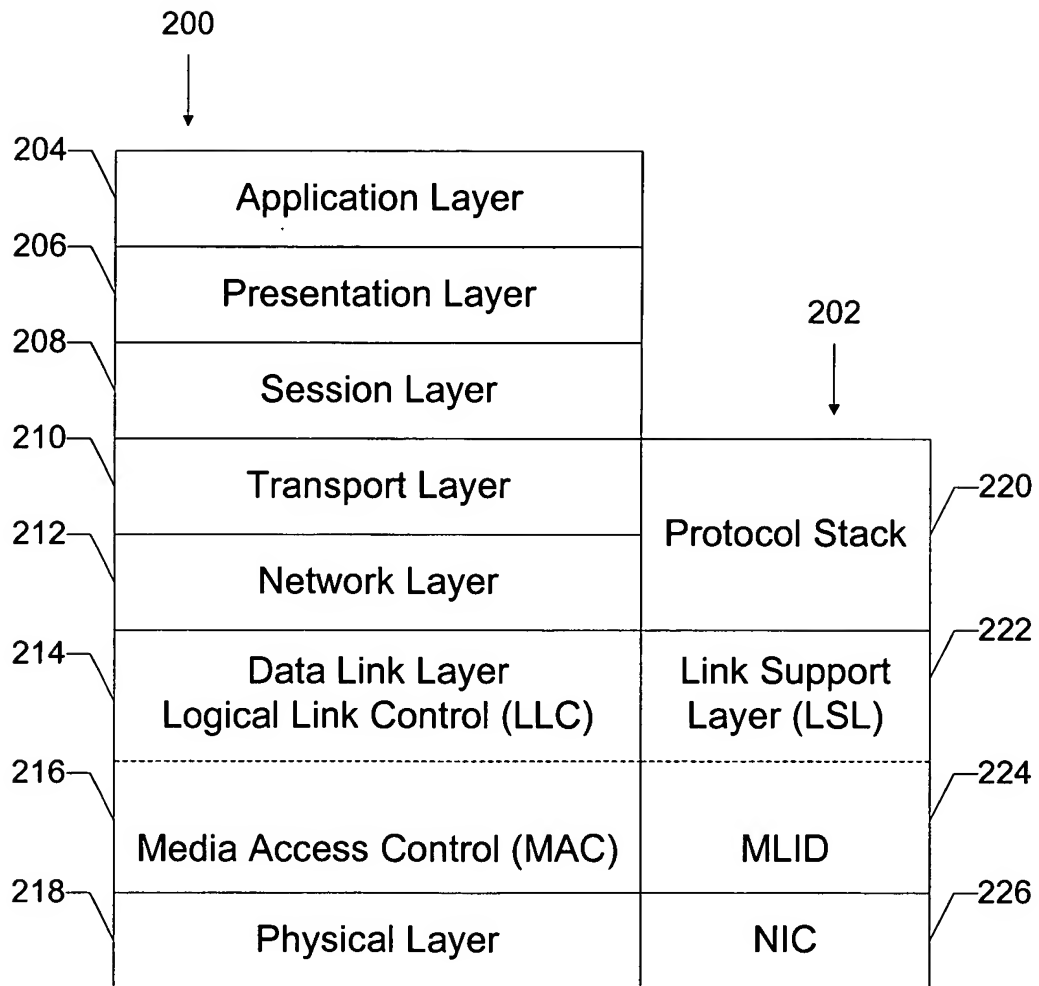 200
204
Application Layer
206
Presentation Layer
202
208
Session Layer
210
Transport Layer
220
Protocol Stack
212
Network Layer
222
214
Data Link Layer
Logical Link Control (LLC)
Link Support
Layer (LSL)
216
224
Media Access Control (MAC)
MLID
218
226
Physical Layer
NIC